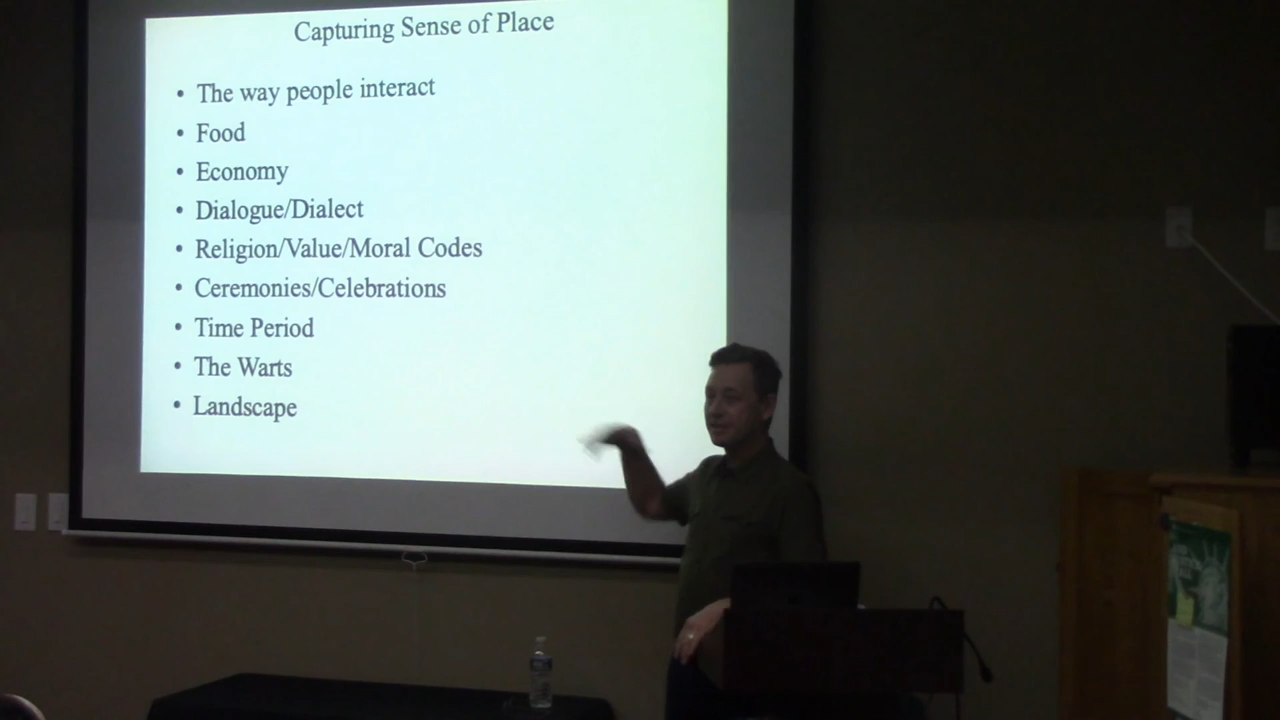 Capturing Sense of Place
• The way people interact
• Food
• Economy
• Dialogue/Dialect
• Religion/Value/Moral Codes
• Ceremonies/Celebrations
• Time Period
• The Warts
• Landscape